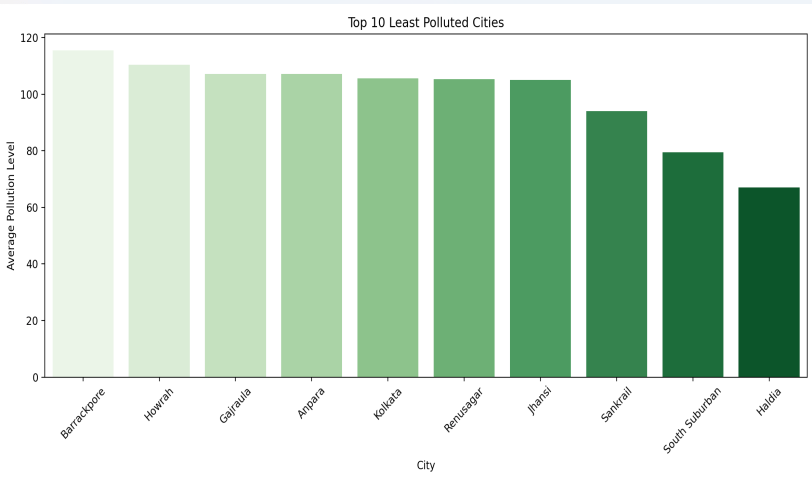 Top 10 Least Polluted Cities
Average Pollution Level
120
100
80
60
40
20
0
Barrackpore
Howrah
Gajraula
Anpara
Kolkata
Renusagar
Jhansi
Sankrail
South Suburban
Haldia
City